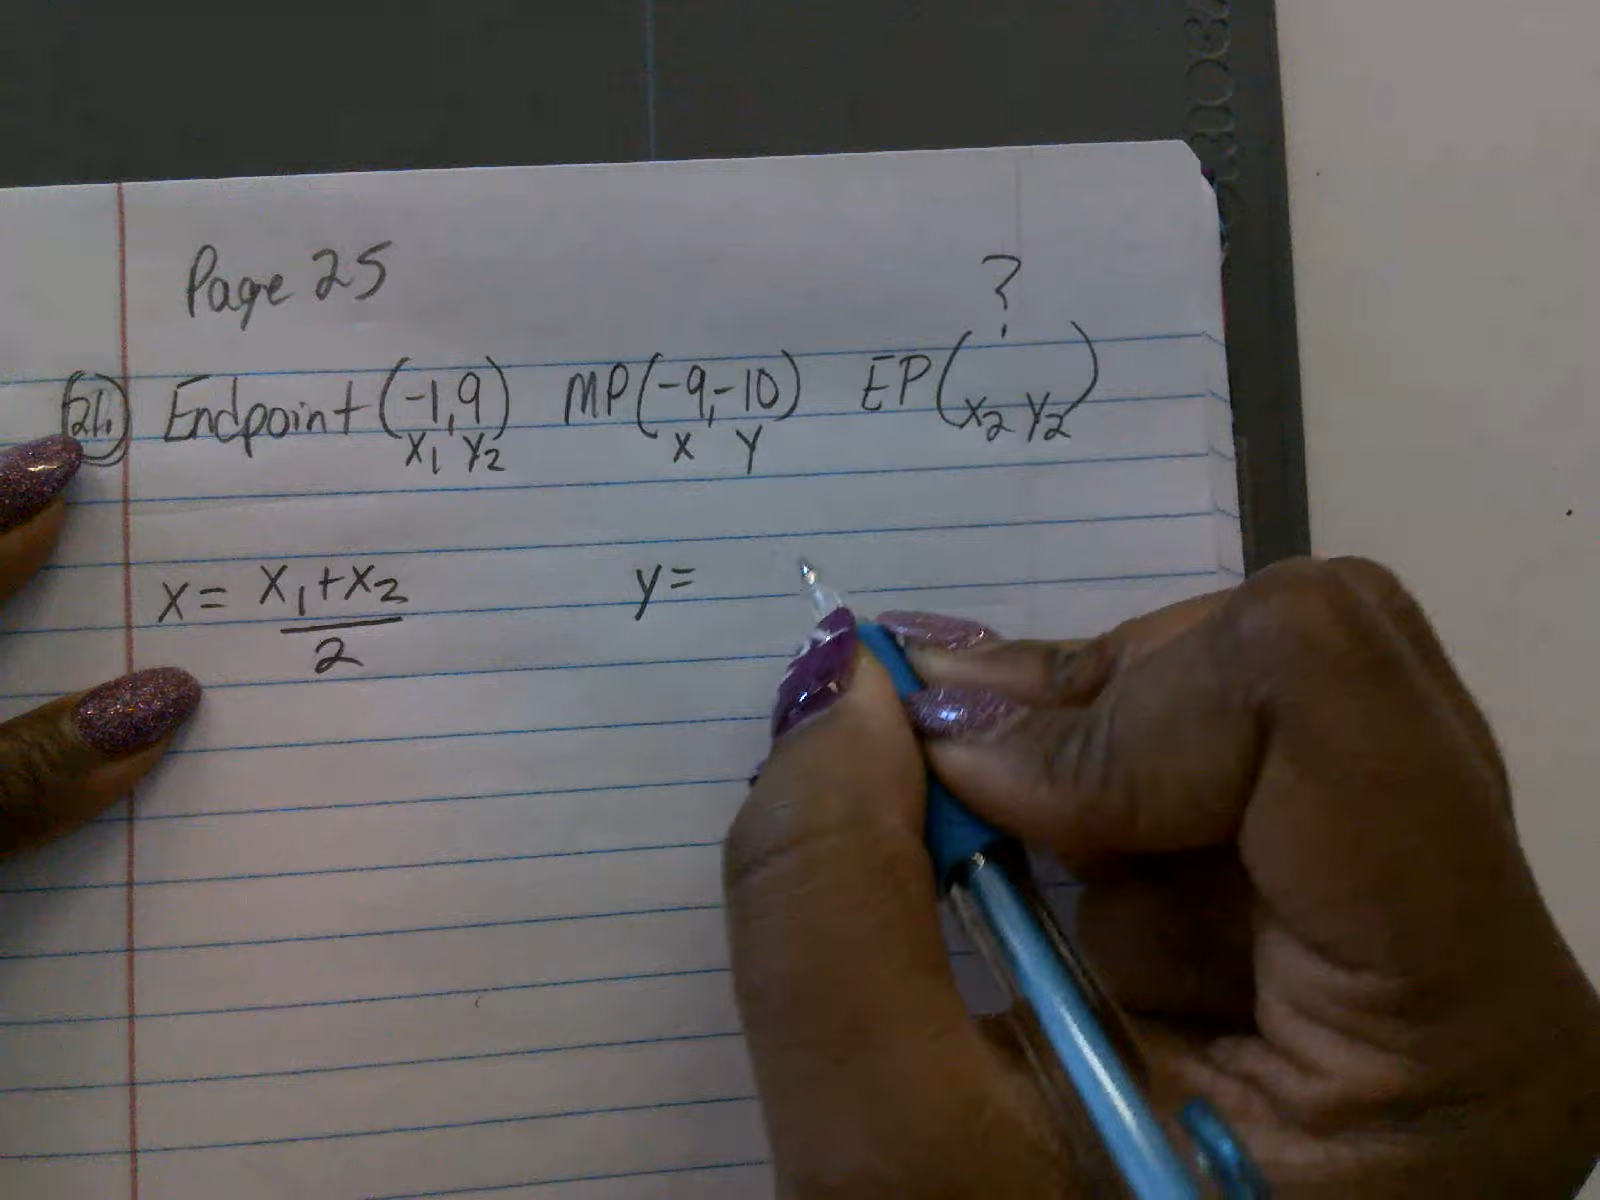 Page 25
?
21. Endpoint (-1,9) MP(-9,-10) EP( )
x₁ y₂ x y x₂ y₂
x = x₁+x₂ y =
2